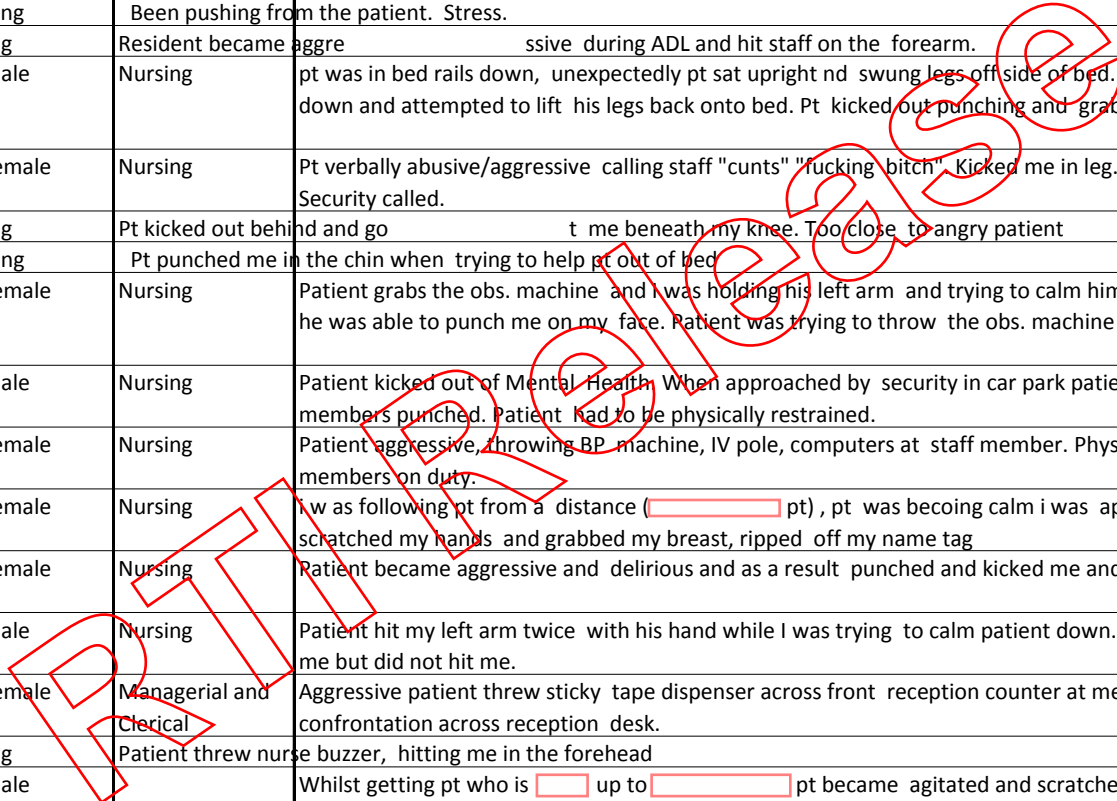 ng Been pushing from the patient. Stress.
g Resident became aggre ssive during ADL and hit staff on the forearm.
ale Nursing pt was in bed rails down, unexpectedly pt sat upright nd swung legs off side of bed.
down and attempted to lift his legs back onto bed. Pt kicked out punching and grab
emale Nursing Pt verbally abusive/aggressive calling staff "cunts" "fucking bitch". Kicked me in leg.
Security called.
g Pt kicked out behind and go t me beneath my knee. Too close to angry patient
ng Pt punched me in the chin when trying to help pt out of bed
emale Nursing Patient grabs the obs. machine and i was holding his left arm and trying to calm him
he was able to punch me on my face. Patient was trying to throw the obs. machine
ale Nursing Patient kicked out of Mental Health. When approached by security in car park patie
members punched. Patient had to be physically restrained.
emale Nursing Patient aggressive, throwing BP machine, IV pole, computers at staff member. Phys
members on duty.
emale Nursing i w as following pt from a distance ( pt) , pt was becoing calm i was ap
scratched my hands and grabbed my breast, ripped off my name tag
emale Nursing Patient became aggressive and delirious and as a result punched and kicked me and
ale Nursing Patient hit my left arm twice with his hand while I was trying to calm patient down.
me but did not hit me.
emale Managerial and Aggressive patient threw sticky tape dispenser across front reception counter at me
Clerical confrontation across reception desk.
g Patient threw nurse buzzer, hitting me in the forehead
ale Whilst getting pt who is up to pt became agitated and scratche
RTI Release